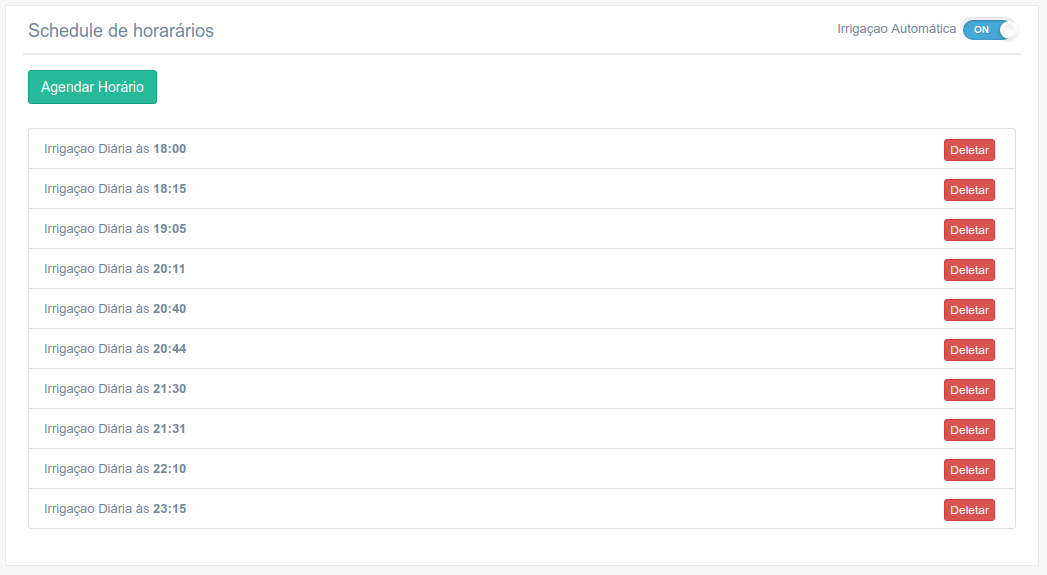 Schedule de horarários
Irrigaçao Automática ON
Agendar Horário
Irrigaçao Diária às 18:00 Deletar
Irrigaçao Diária às 18:15 Deletar
Irrigaçao Diária às 19:05 Deletar
Irrigaçao Diária às 20:11 Deletar
Irrigaçao Diária às 20:40 Deletar
Irrigaçao Diária às 20:44 Deletar
Irrigaçao Diária às 21:30 Deletar
Irrigaçao Diária às 21:31 Deletar
Irrigaçao Diária às 22:10 Deletar
Irrigaçao Diária às 23:15 Deletar